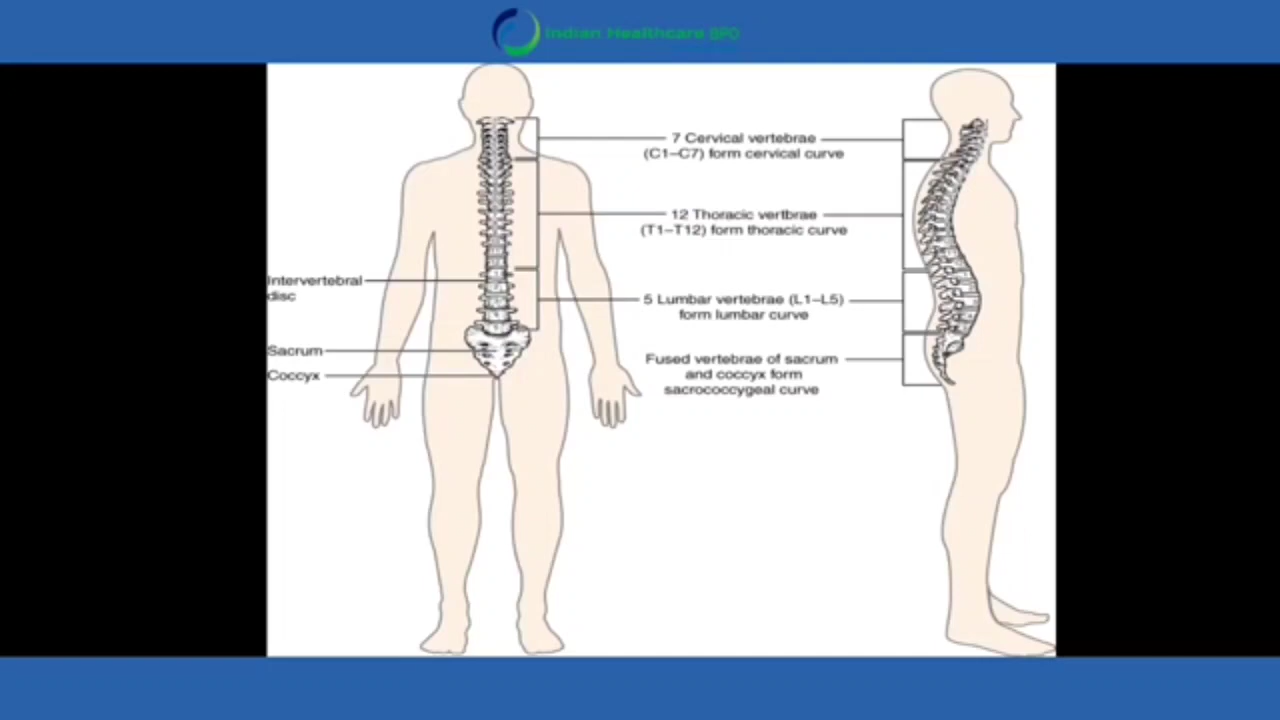 Indian Healthcare BPO
7 Cervical vertebrae
(C1–C7) form cervical curve
12 Thoracic vertbrae
(T1–T12) form thoracic curve
Intervertebral
disc
5 Lumbar vertebrae (L1–L5)
form lumbar curve
Sacrum
Coccyx
Fused vertebrae of sacrum
and coccyx form
sacrococcygeal curve